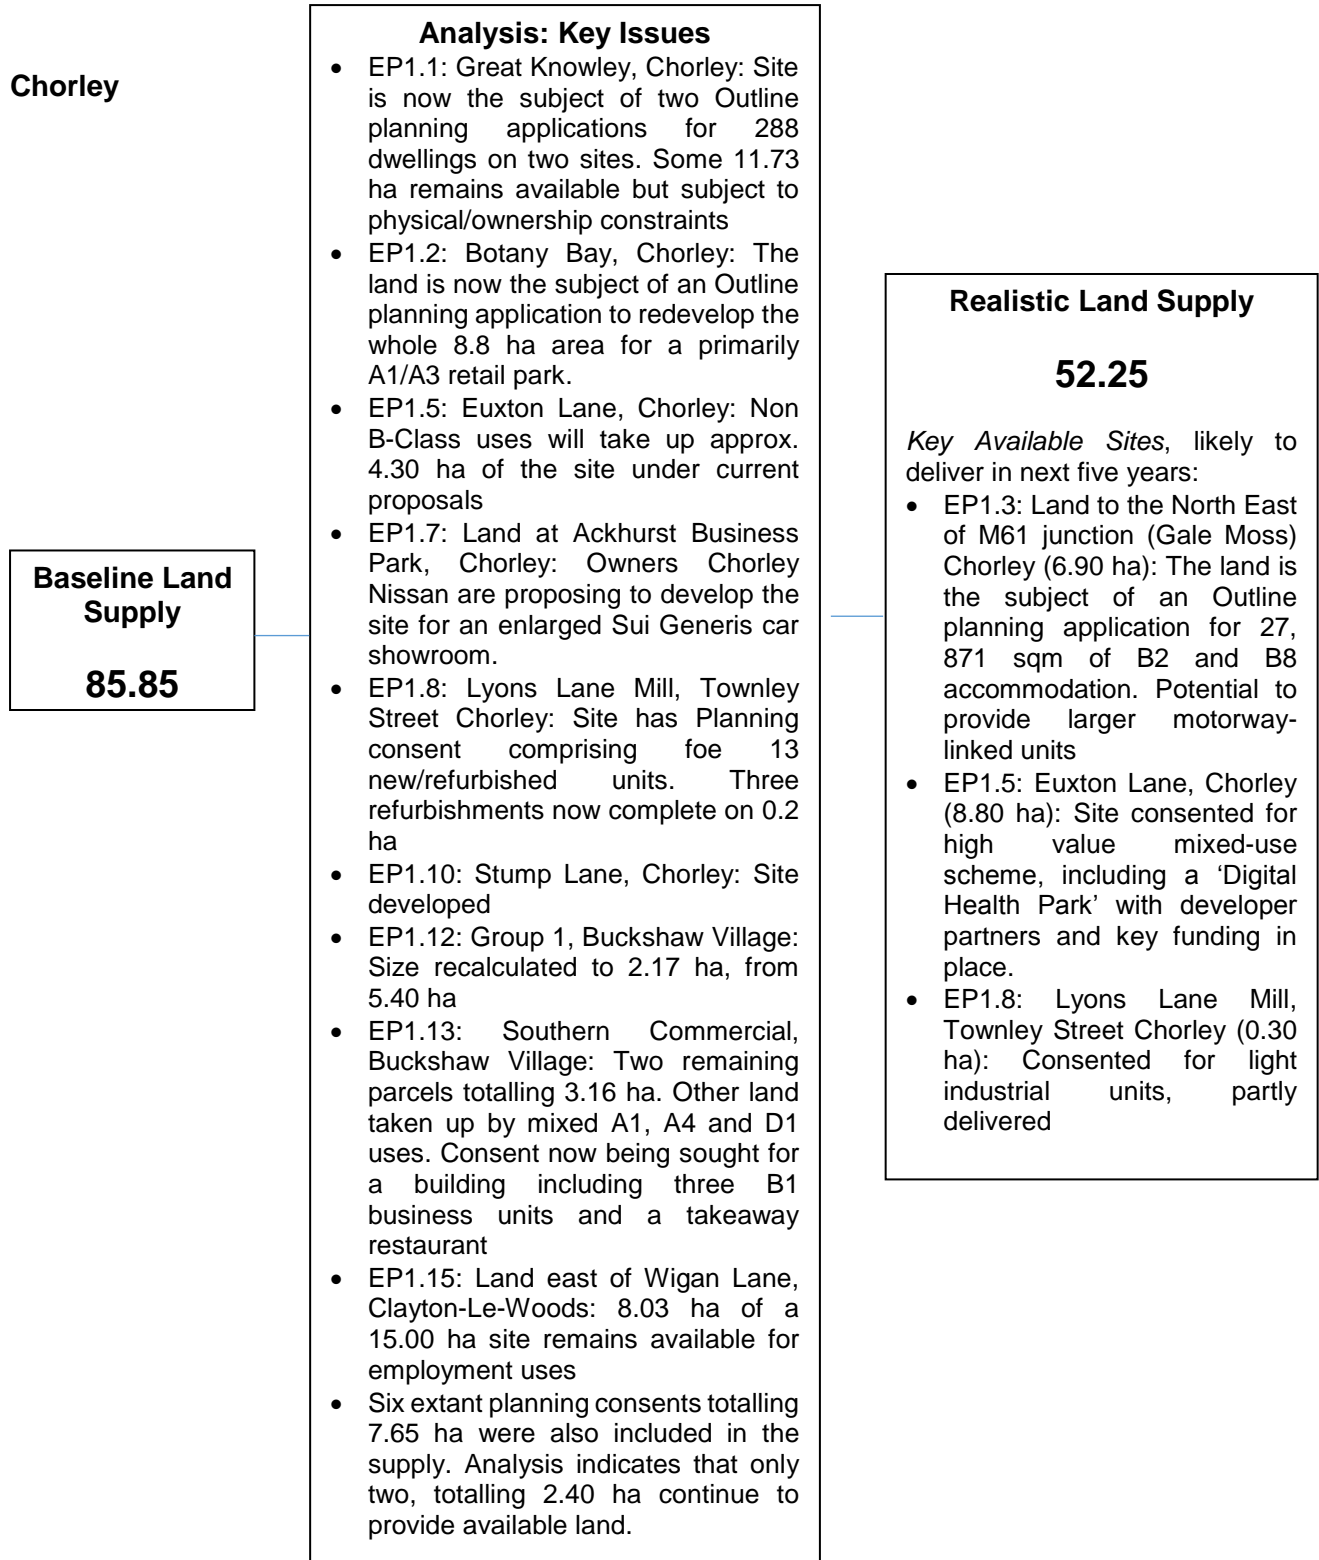 Chorley
Baseline Land
Supply
85.85
Analysis: Key Issues
• EP1.1: Great Knowley, Chorley: Site
is now the subject of two Outline
planning applications for 288
dwellings on two sites. Some 11.73
ha remains available but subject to
physical/ownership constraints
• EP1.2: Botany Bay, Chorley: The
land is now the subject of an Outline
planning application to redevelop the
whole 8.8 ha area for a primarily
A1/A3 retail park.
• EP1.5: Euxton Lane, Chorley: Non
B-Class uses will take up approx.
4.30 ha of the site under current
proposals
• EP1.7: Land at Ackhurst Business
Park, Chorley: Owners Chorley
Nissan are proposing to develop the
site for an enlarged Sui Generis car
showroom.
• EP1.8: Lyons Lane Mill, Townley
Street Chorley: Site has Planning
consent comprising foe 13
new/refurbished units. Three
refurbishments now complete on 0.2
ha
• EP1.10: Stump Lane, Chorley: Site
developed
• EP1.12: Group 1, Buckshaw Village:
Size recalculated to 2.17 ha, from
5.40 ha
• EP1.13: Southern Commercial,
Buckshaw Village: Two remaining
parcels totalling 3.16 ha. Other land
taken up by mixed A1, A4 and D1
uses. Consent now being sought for
a building including three B1
business units and a takeaway
restaurant
• EP1.15: Land east of Wigan Lane,
Clayton-Le-Woods: 8.03 ha of a
15.00 ha site remains available for
employment uses
• Six extant planning consents totalling
7.65 ha were also included in the
supply. Analysis indicates that only
two, totalling 2.40 ha continue to
provide available land.
Realistic Land Supply
52.25
Key Available Sites, likely to
deliver in next five years:
• EP1.3: Land to the North East
of M61 junction (Gale Moss)
Chorley (6.90 ha): The land is
the subject of an Outline
planning application for 27,
871 sqm of B2 and B8
accommodation. Potential to
provide larger motorway-
linked units
• EP1.5: Euxton Lane, Chorley
(8.80 ha): Site consented for
high value mixed-use
scheme, including a ‘Digital
Health Park’ with developer
partners and key funding in
place.
• EP1.8: Lyons Lane Mill,
Townley Street Chorley (0.30
ha): Consented for light
industrial units, partly
delivered